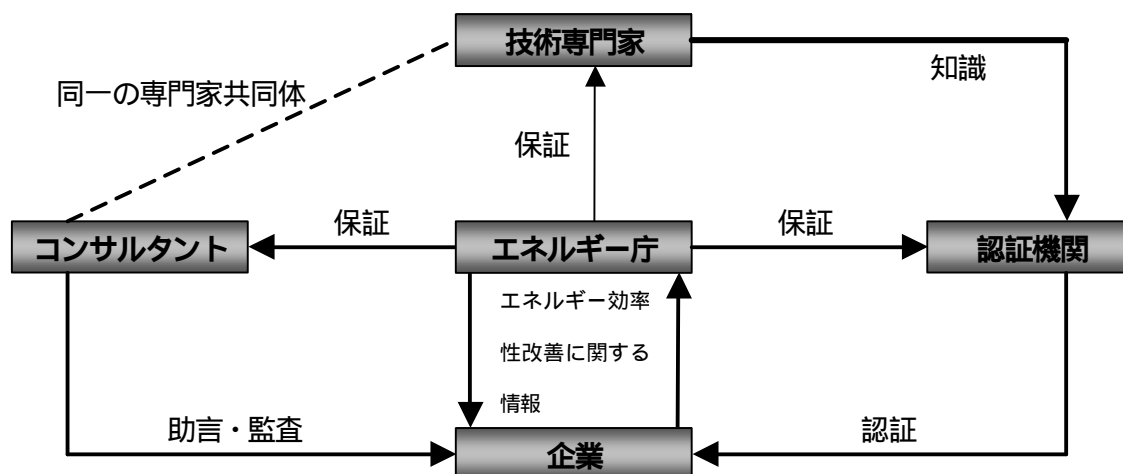 技術専門家
知識
同一の専門家共同体
保証
コンサルタント
保証
エネルギー庁
保証
認証機関
エネルギー効率
性改善に関する
情報
助言・監査
企業
認証